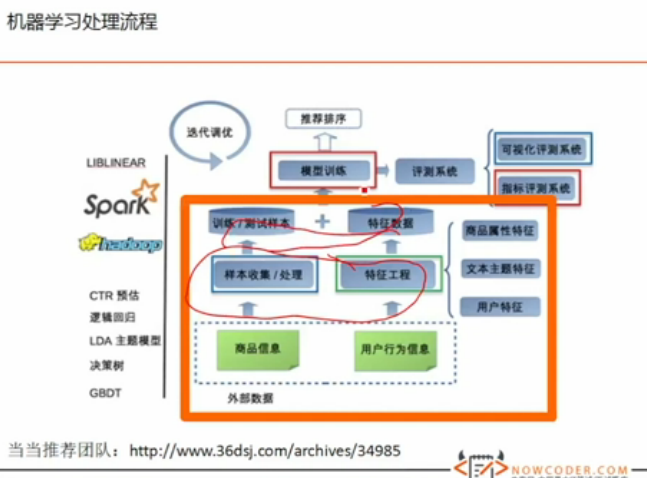 机器学习处理流程
迭代调优
推荐排序
LIBLINEAR
模型训练
评测系统
可视化评测系统
指标评测系统
Spark
hadoop
训练/测试样本
+
特征数据
商品属性特征
样本收集/处理
特征工程
文本主题特征
用户特征
CTR 预估
逻辑回归
LDA 主题模型
决策树
GBDT
商品信息
用户行为信息
外部数据
当当推荐团队：http://www.36dsj.com/archives/34985
NOWCODER.COM